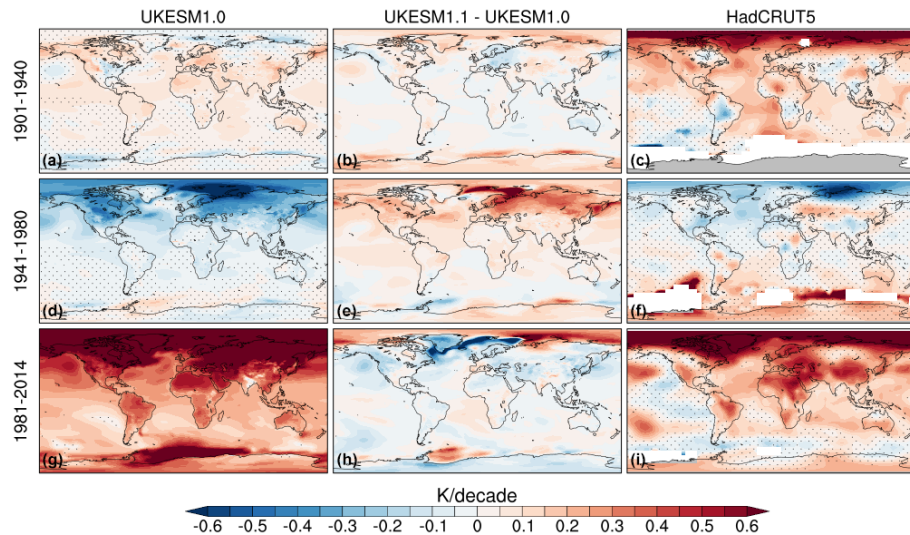 UKESM1.0 UKESM1.1 - UKESM1.0 HadCRUT5
1901-1940
(a) (b) (c)
1941-1980
(d) (e) (f)
1981-2014
(g) (h) (i)
K/decade
-0.6 -0.5 -0.4 -0.3 -0.2 -0.1 0 0.1 0.2 0.3 0.4 0.5 0.6